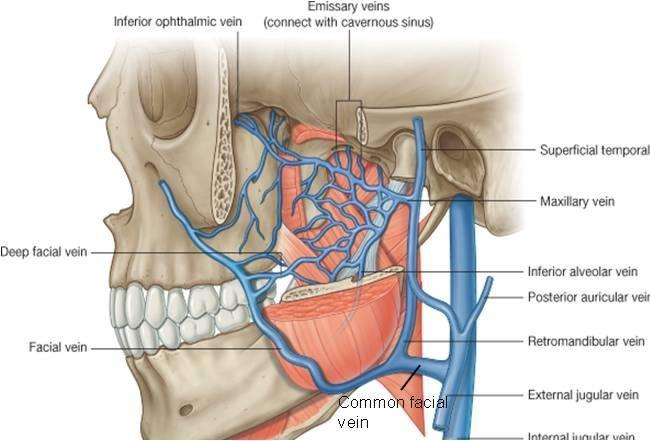 Emissary veins
Inferior ophthalmic vein
(connect with cavernous sinus)
Superficial temporal
Maxillary vein
Deep facial vein
Inferior alveolar vein
Posterior auricular vei
Retromandibular vein
Facial vein
External jugular vein
Common facial
vein
Internal jugular vein